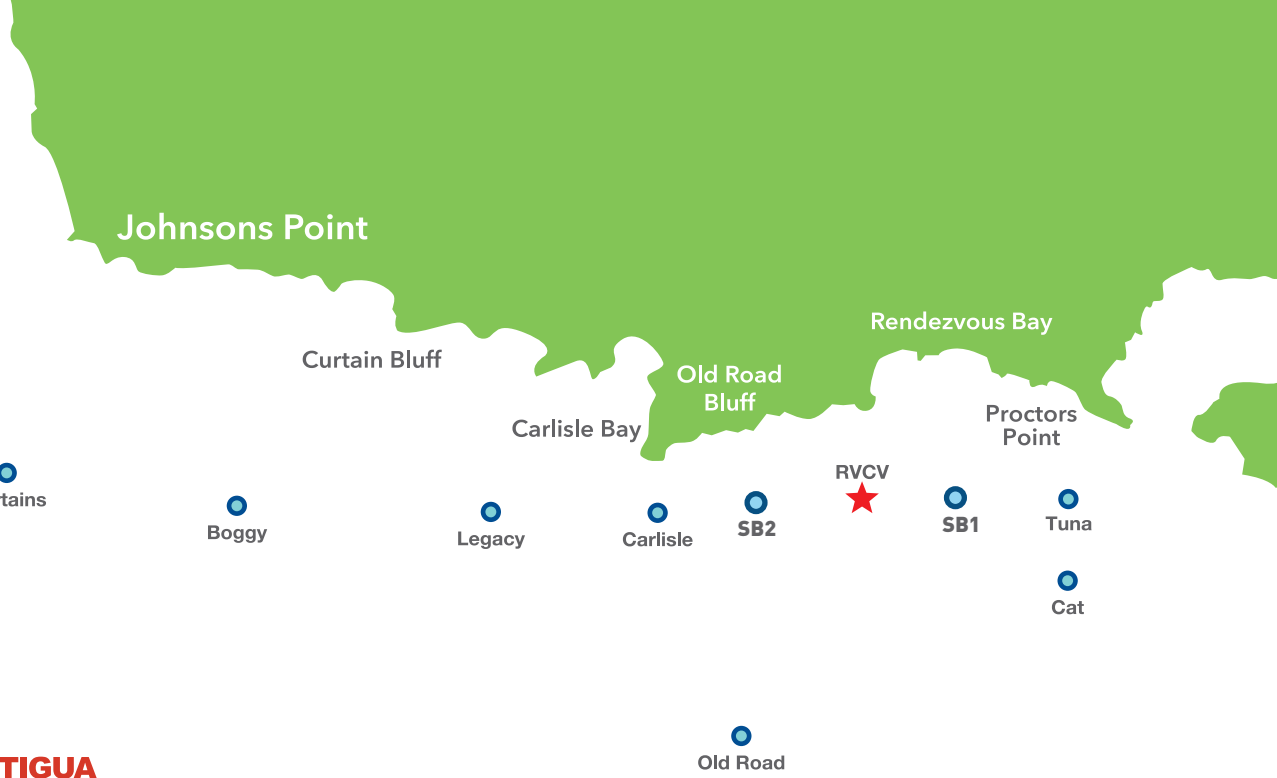 Johnsons Point
Rendezvous Bay
Curtain Bluff
Old Road
Bluff
Carlisle Bay
Proctors
Point
RVCV
tains
Boggy
Legacy
Carlisle
SB2
SB1
Tuna
Cat
Old Road
TIGUA